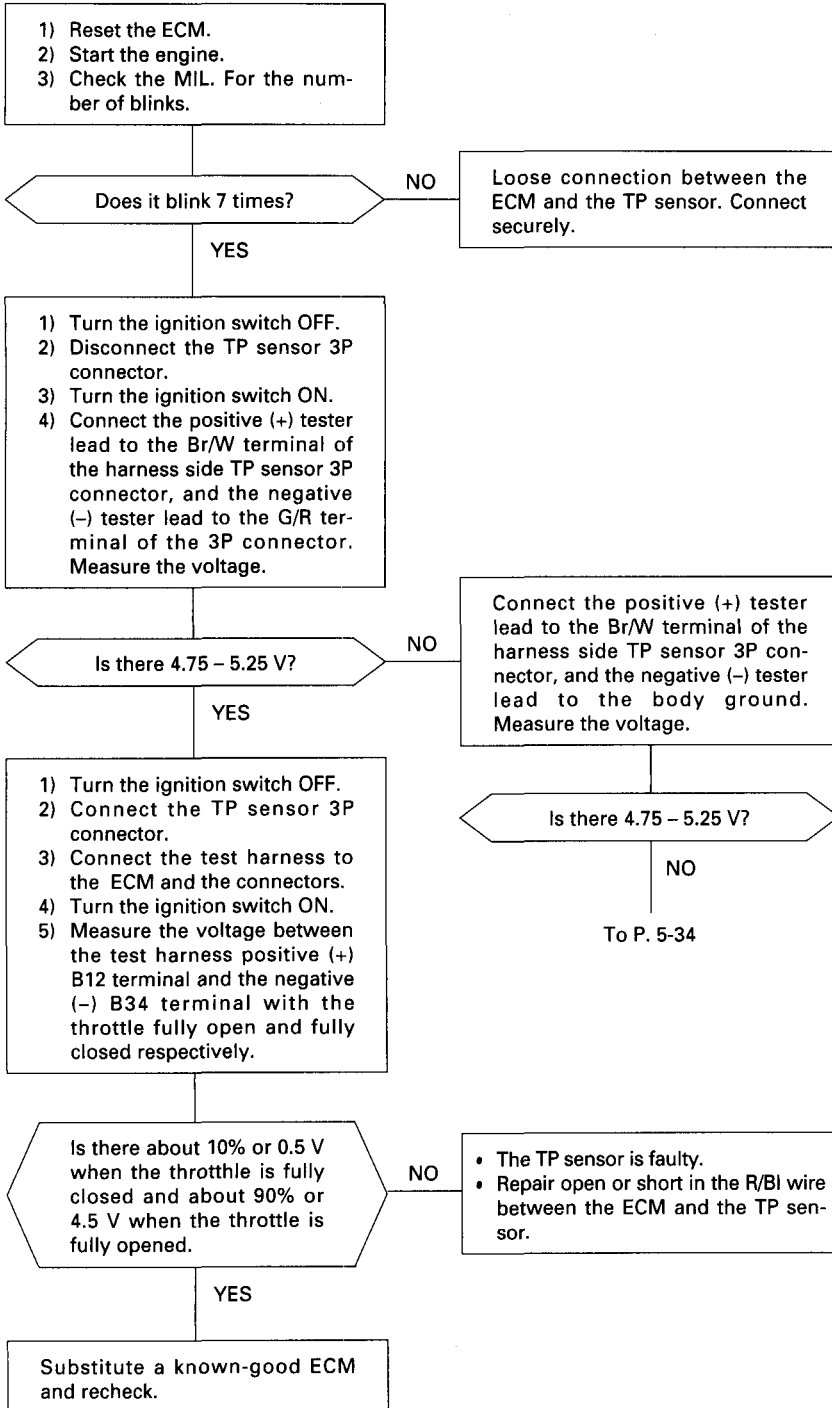 1) Reset the ECM.
2) Start the engine.
3) Check the MIL. For the num-
ber of blinks.
Does it blink 7 times?
NO
Loose connection between the
ECM and the TP sensor. Connect
securely.
YES
1) Turn the ignition switch OFF.
2) Disconnect the TP sensor 3P
connector.
3) Turn the ignition switch ON.
4) Connect the positive (+) tester
lead to the Br/W terminal of
the harness side TP sensor 3P
connector, and the negative
(–) tester lead to the G/R ter-
minal of the 3P connector.
Measure the voltage.
Is there 4.75 – 5.25 V?
NO
Connect the positive (+) tester
lead to the Br/W terminal of the
harness side TP sensor 3P con-
nector, and the negative (–) tester
lead to the body ground.
Measure the voltage.
Is there 4.75 – 5.25 V?
NO
To P. 5-34
YES
1) Turn the ignition switch OFF.
2) Connect the TP sensor 3P
connector.
3) Connect the test harness to
the ECM and the connectors.
4) Turn the ignition switch ON.
5) Measure the voltage between
the test harness positive (+)
B12 terminal and the negative
(–) B34 terminal with the
throttle fully open and fully
closed respectively.
Is there about 10% or 0.5 V
when the throtthle is fully
closed and about 90% or
4.5 V when the throttle is
fully opened.
NO
• The TP sensor is faulty.
• Repair open or short in the R/Bl wire
between the ECM and the TP sen-
sor.
YES
Substitute a known-good ECM
and recheck.